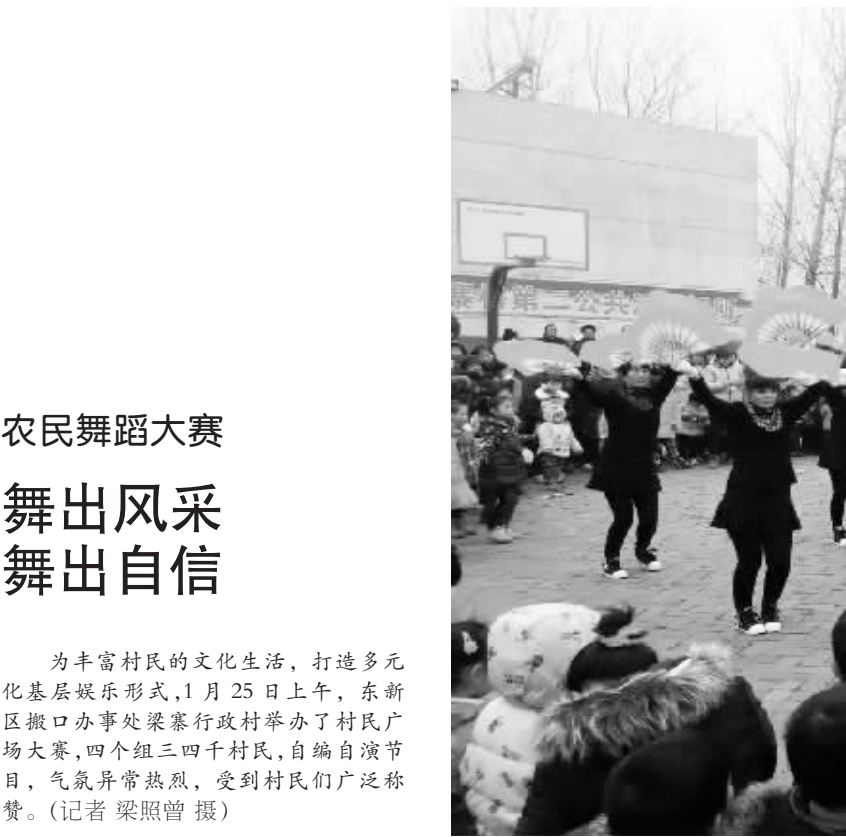 农民舞蹈大赛
舞出风采
舞出自信
为丰富村民的文化生活，打造多元
化基层娱乐形式,1月25日上午，东新
区搬口办事处梁寨行政村举办了村民广
场大赛,四个组三四千村民,自编自演节
目，气氛异常热烈，受到村民们广泛称
赞。(记者 梁照曾 摄)
第二公共